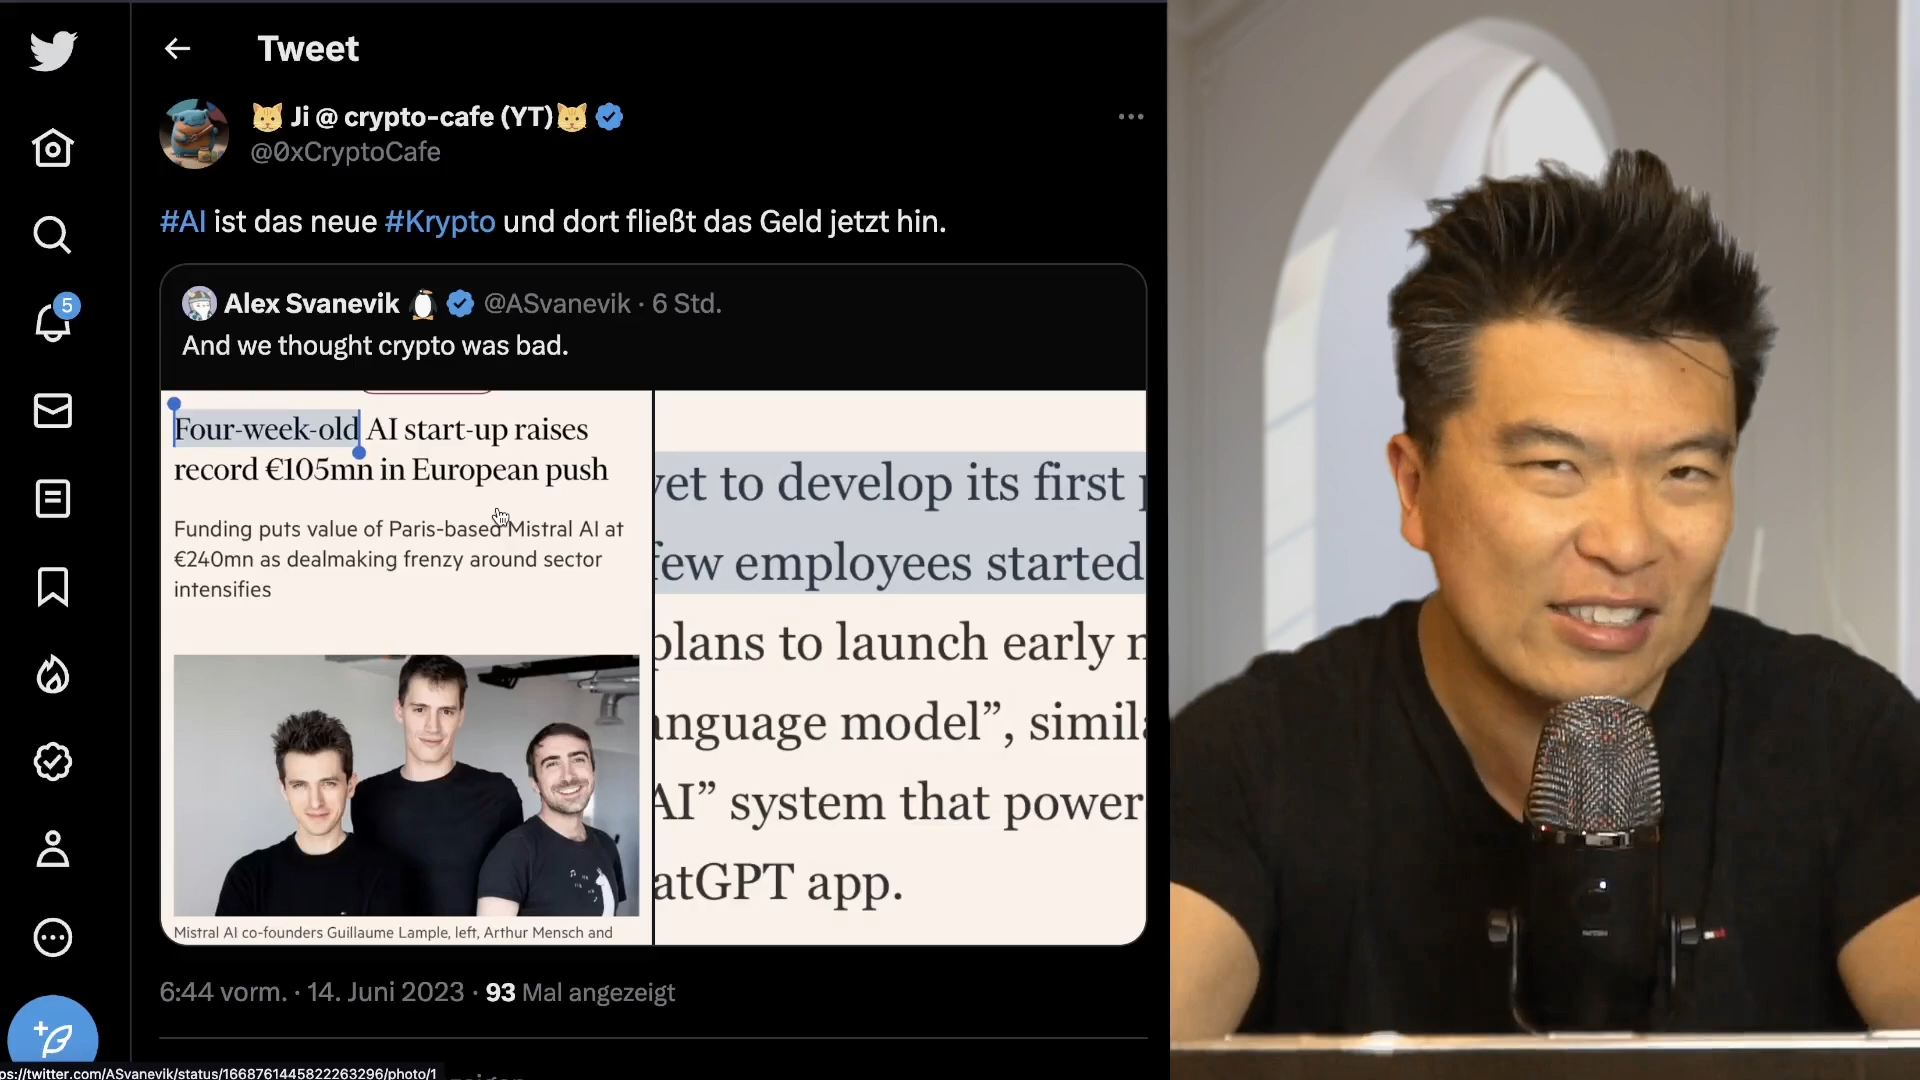 Tweet
Ji @ crypto-cafe (YT)
@0xCryptoCafe
#AI ist das neue #Krypto und dort fließt das Geld jetzt hin.
Alex Svanevik @ASvanevik · 6 Std.
And we thought crypto was bad.
Four-week-old AI start-up raises
record €105mn in European push
Funding puts value of Paris-based Mistral AI at
€240mn as dealmaking frenzy around sector
intensifies
Mistral AI co-founders Guillaume Lample, left, Arthur Mensch and
yet to develop its first
few employees started
plans to launch early
anguage model”, simila
AI” system that power
atGPT app.
6:44 vorm. · 14. Juni 2023 · 93 Mal angezeigt
5
ps://twitter.com/ASvanevik/status/1668761445822263296/photo/1